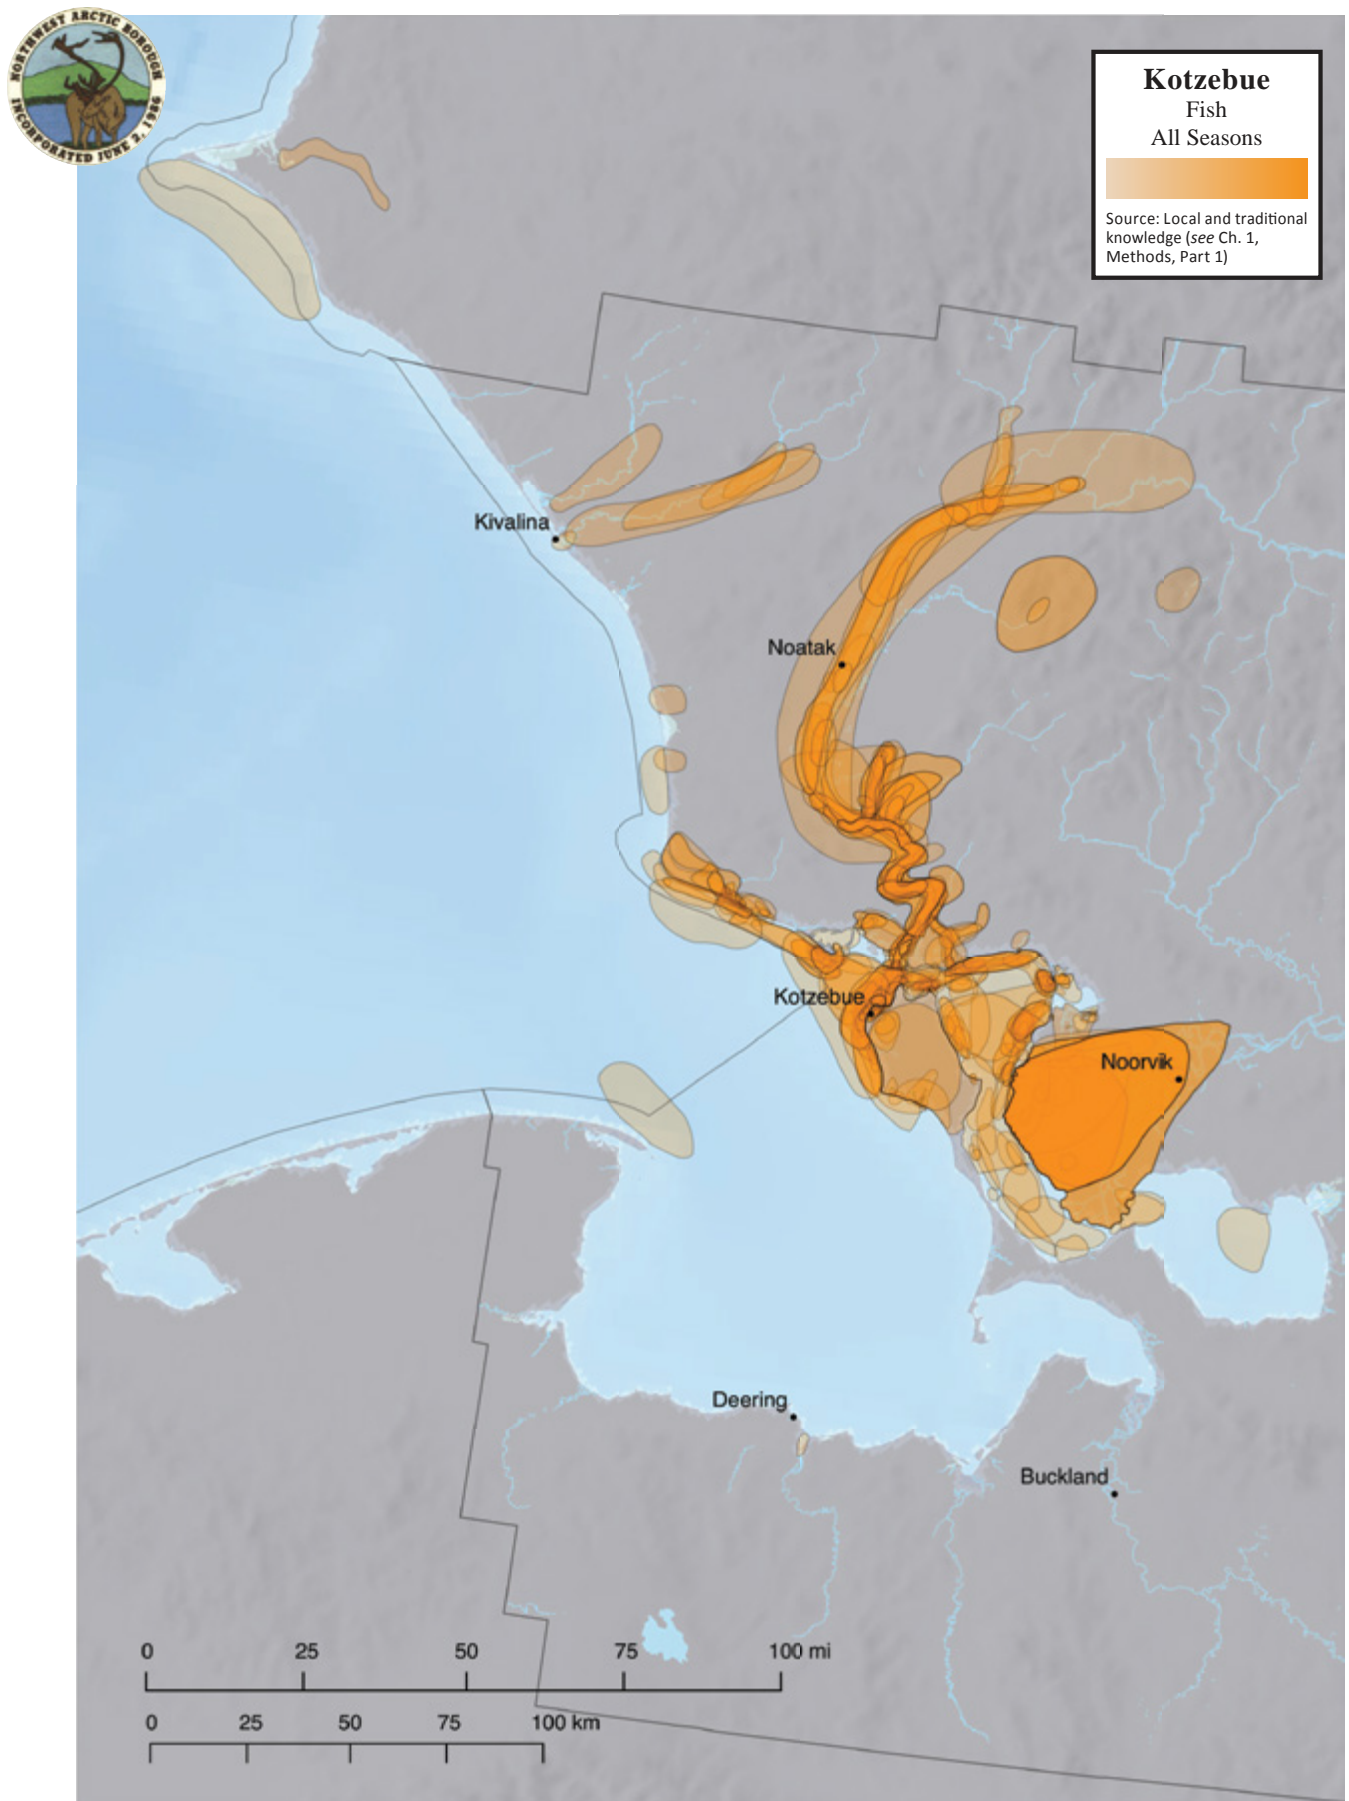 NORTHWEST ARCTIC BOROUGH
INCORPORATED JUNE 2, 1986
Kotzebue
Fish
All Seasons
Source: Local and traditional
knowledge (see Ch. 1,
Methods, Part 1)
Kivalina
Noatak
Kotzebue
Noorvik
Deering
Buckland
0 25 50 75 100 mi
0 25 50 75 100 km